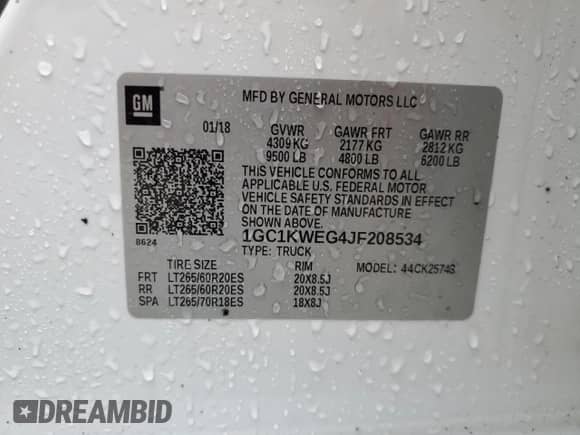 GM
MFD BY GENERAL MOTORS LLC
01/18 GVWR GAWR FRT GAWR RR
4309 KG 2177 KG 2812 KG
9500 LB 4800 LB 6200 LB
THIS VEHICLE CONFORMS TO ALL
APPLICABLE U.S. FEDERAL MOTOR
VEHICLE SAFETY STANDARDS IN EFFECT
ON THE DATE OF MANUFACTURE
SHOWN ABOVE.
8624
1GC1KWEG4JF208534
TYPE: TRUCK
TIRE SIZE RIM MODEL: 44CK25743
FRT LT265/60R20ES 20X8.5J
RR LT265/60R20ES 20X8.5J
SPA LT265/70R18ES 18X8J
DREAMBID